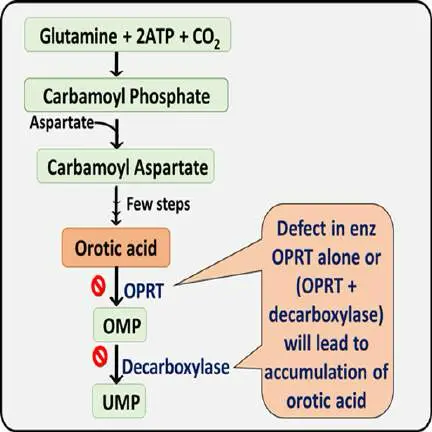 Glutamine + 2ATP + CO₂
Carbamoyl Phosphate
Aspartate
Carbamoyl Aspartate
Few steps
Orotic acid
OPRT
OMP
Decarboxylase
UMP
Defect in enz
OPRT alone or
(OPRT +
decarboxylase)
will lead to
accumulation of
orotic acid